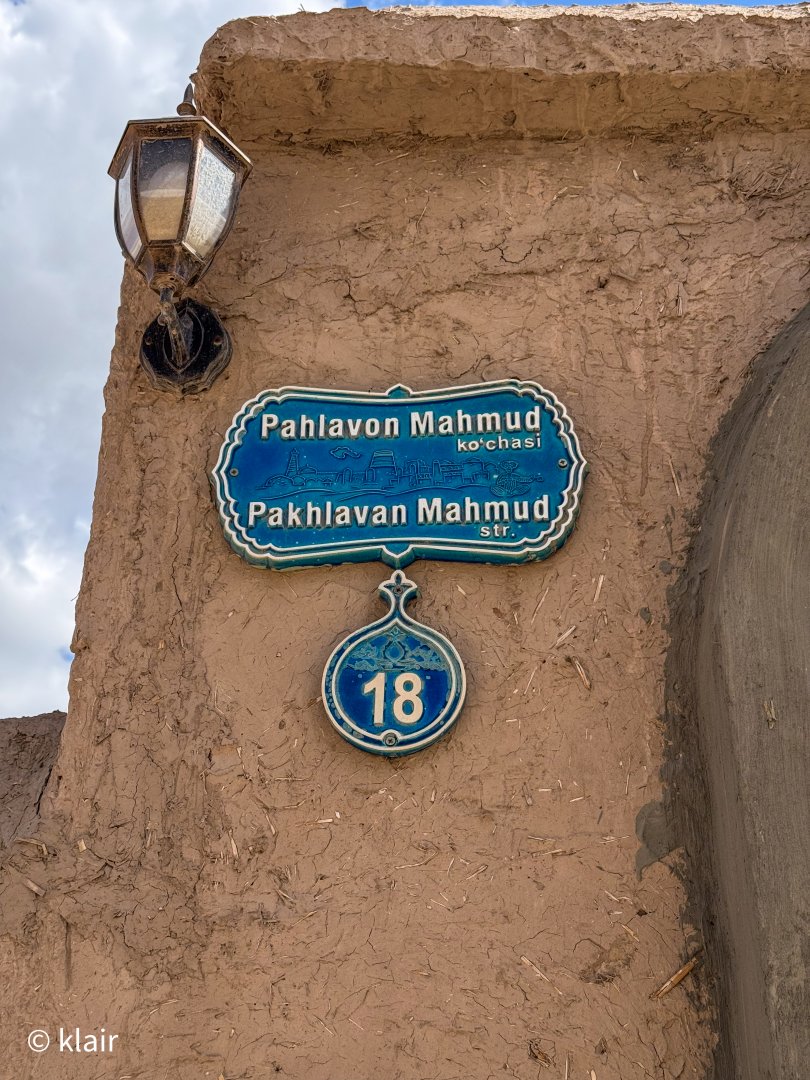 Pahlavon Mahmud
ko‘chasi
Pakhlavan Mahmud
str.
18
© klair